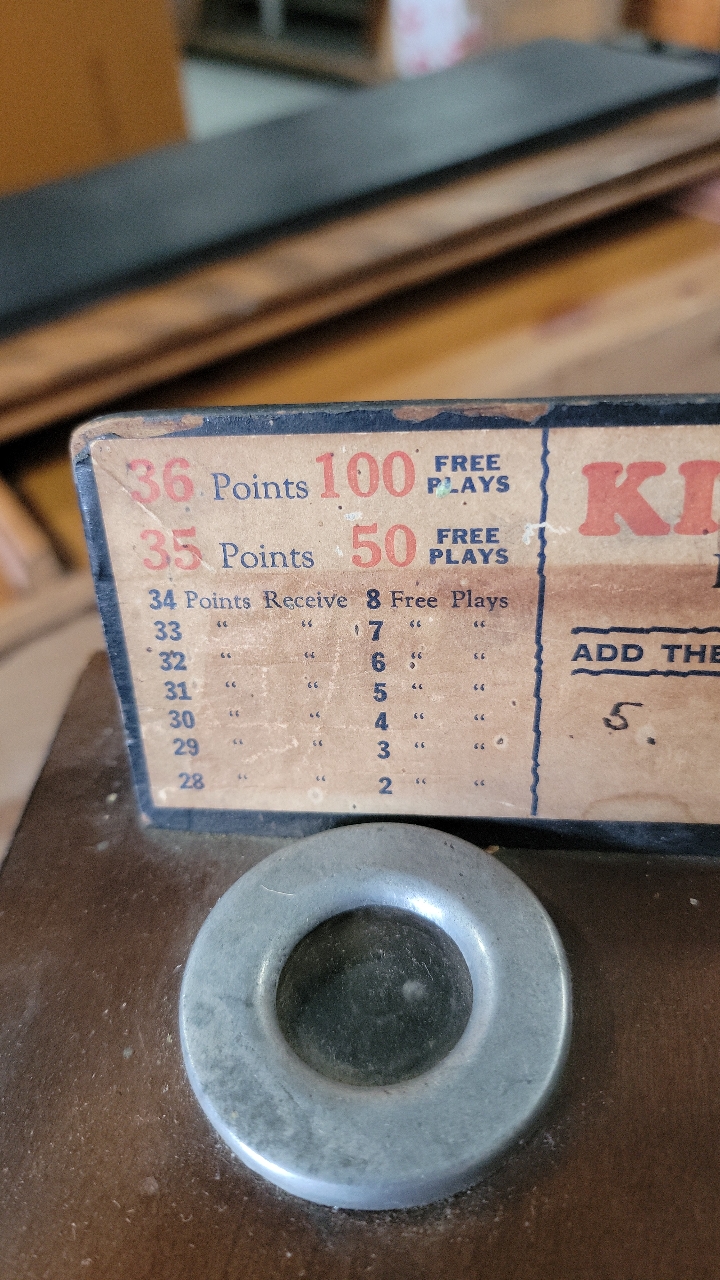 36 Points 100 FREE PLAYS
35 Points 50 FREE PLAYS
34 Points Receive 8 Free Plays
33 “ “ 7 “ “
32 “ “ 6 “ “
31 “ “ 5 “ “
30 “ “ 4 “ “
29 “ “ 3 “ “
28 “ “ 2 “ “
KI
ADD THE
5.